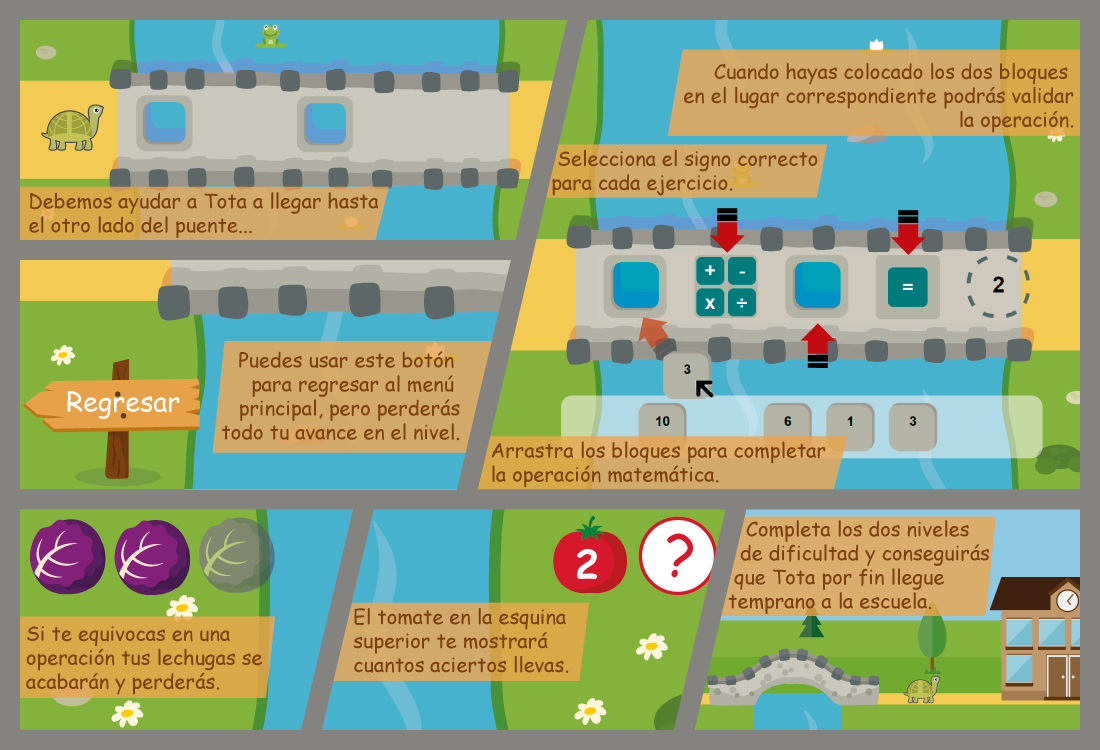 Debemos ayudar a Tota a llegar hasta
el otro lado del puente...
Cuando hayas colocado los dos bloques
en el lugar correspondiente podrás validar
la operación.
Selecciona el signo correcto
para cada ejercicio.
+ -
x ÷
=
2
3
10 6 1 3
Arrastra los bloques para completar
la operación matemática.
Regresar
Puedes usar este botón
para regresar al menú
principal, pero perderás
todo tu avance en el nivel.
Si te equivocas en una
operación tus lechugas se
acabarán y perderás.
2 ?
El tomate en la esquina
superior te mostrará
cuantos aciertos llevas.
Completa los dos niveles
de dificultad y conseguirás
que Tota por fin llegue
temprano a la escuela.